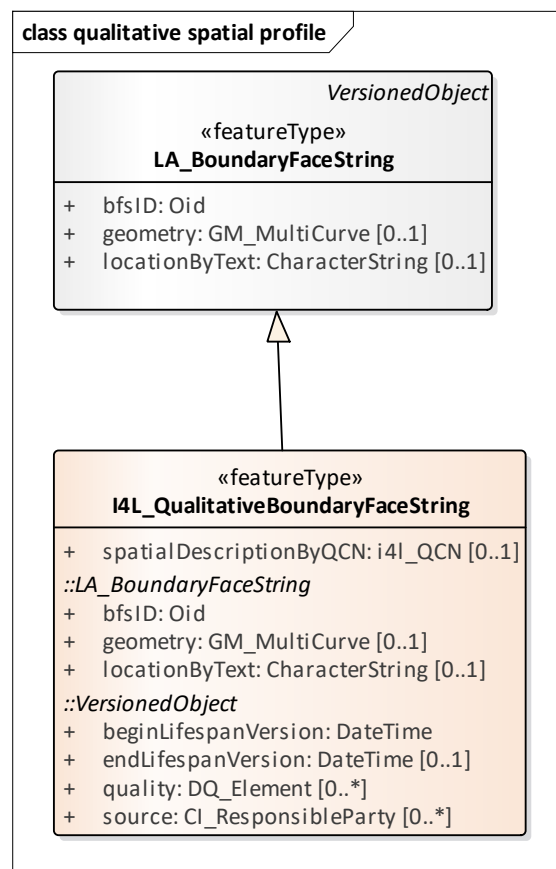 class qualitative spatial profile
VersionedObject
«featureType»
LA_BoundaryFaceString
+ bfsID: Oid
+ geometry: GM_MultiCurve [0..1]
+ locationByText: CharacterString [0..1]
«featureType»
I4L_QualitativeBoundaryFaceString
+ spatialDescriptionByQCN: i4l_QCN [0..1]
::LA_BoundaryFaceString
+ bfsID: Oid
+ geometry: GM_MultiCurve [0..1]
+ locationByText: CharacterString [0..1]
::VersionedObject
+ beginLifespanVersion: DateTime
+ endLifespanVersion: DateTime [0..1]
+ quality: DQ_Element [0..*]
+ source: CI_ResponsibleParty [0..*]